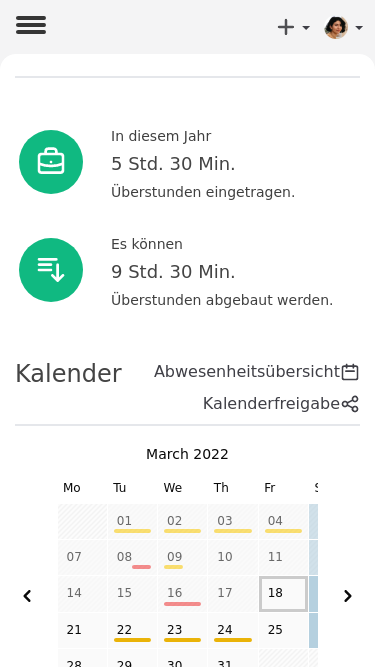 In diesem Jahr
5 Std. 30 Min.
Überstunden eingetragen.
Es können
9 Std. 30 Min.
Überstunden abgebaut werden.
Kalender
Abwesenheitsübersicht
Kalenderfreigabe
March 2022
Mo Tu We Th Fr
01 02 03 04
07 08 09 10 11
14 15 16 17 18
21 22 23 24 25
28 29 30 31